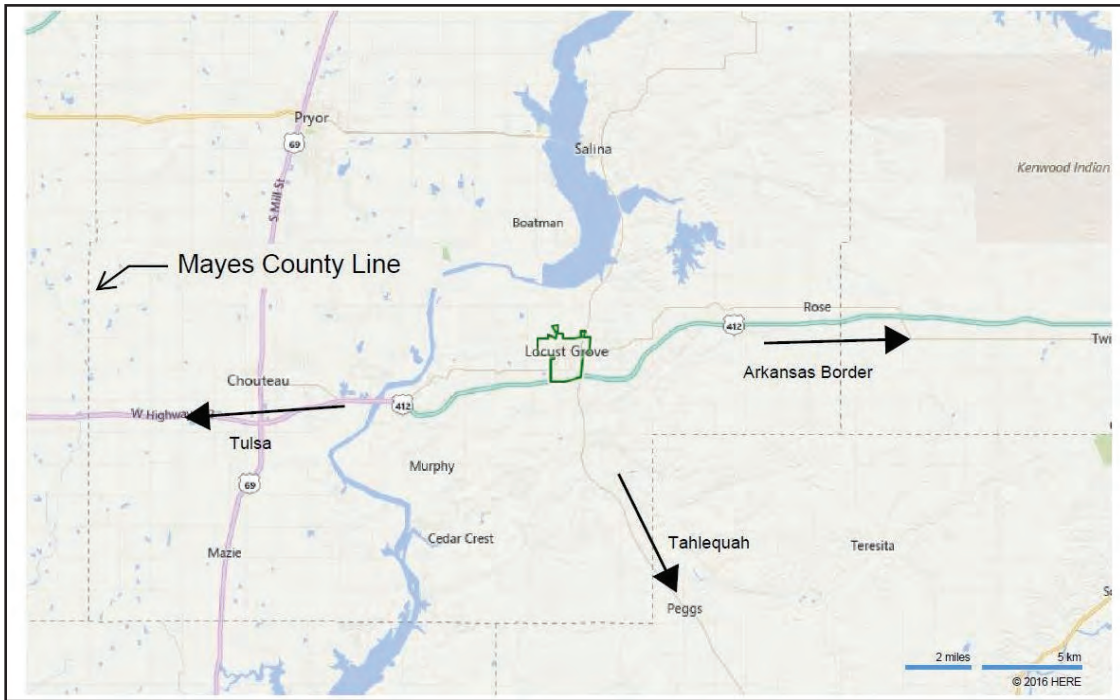 Pryor
69
S Mill St
Salina
Kenwood Indian
Boatman
Mayes County Line
Rose
412
Locust Grove
Twi
Arkansas Border
Chouteau
412
W Highway
Tulsa
Murphy
69
Cedar Crest
Tahlequah
Teresita
Mazie
Peggs
2 miles
5 km
© 2016 HERE